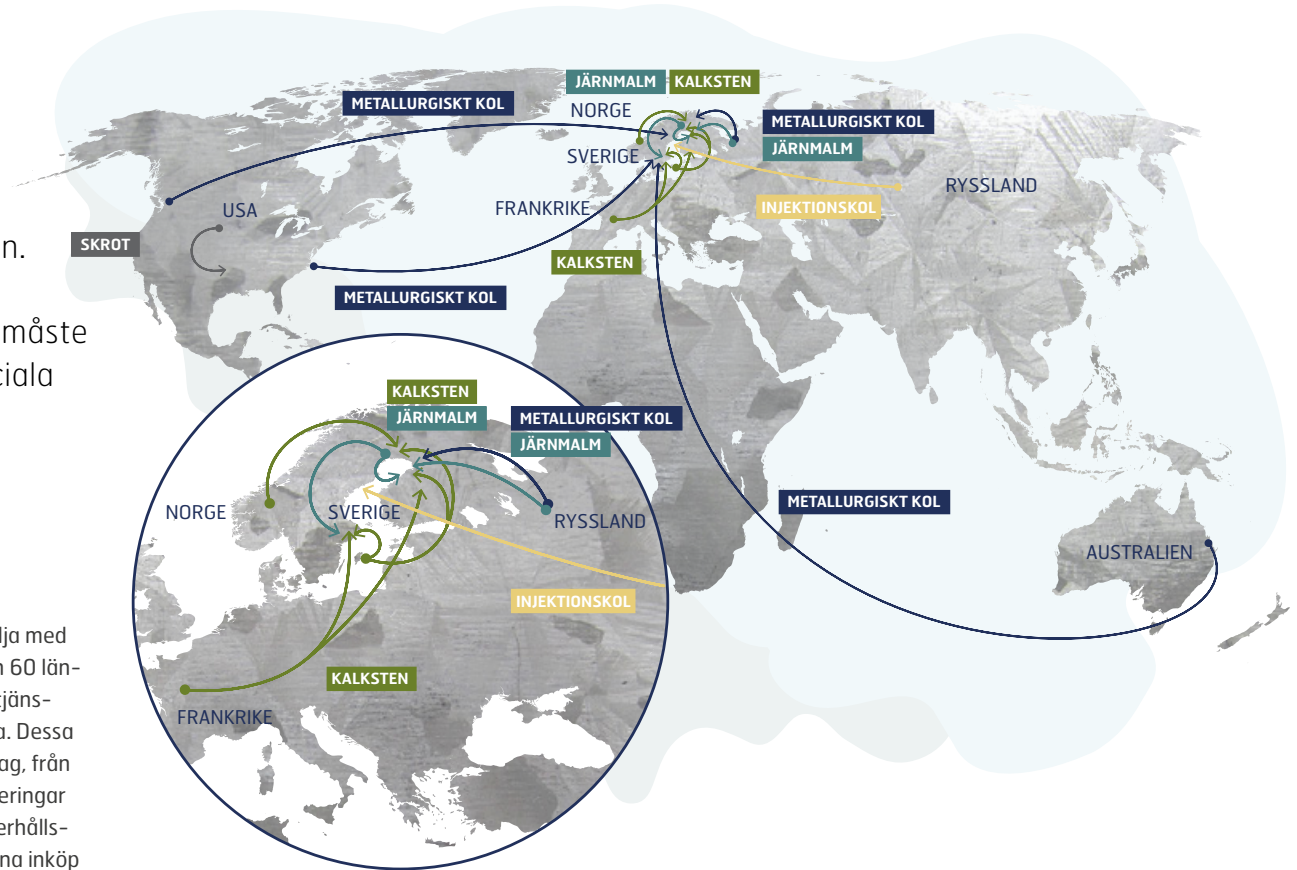 n.
måste
ciala
lja med
n 60 län-
tjäns-
a. Dessa
ag, från
eringar
erhålls-
na inköp
JÄRNMALM KALKSTEN
METALLURGISKT KOL
NORGE
METALLURGISKT KOL
JÄRNMALM
SVERIGE
RYSSLAND
USA
FRANKRIKE
INJEKTIONSKOL
SKROT
KALKSTEN
METALLURGISKT KOL
KALKSTEN
JÄRNMALM
METALLURGISKT KOL
JÄRNMALM
NORGE
SVERIGE
RYSSLAND
INJEKTIONSKOL
KALKSTEN
FRANKRIKE
METALLURGISKT KOL
AUSTRALIEN